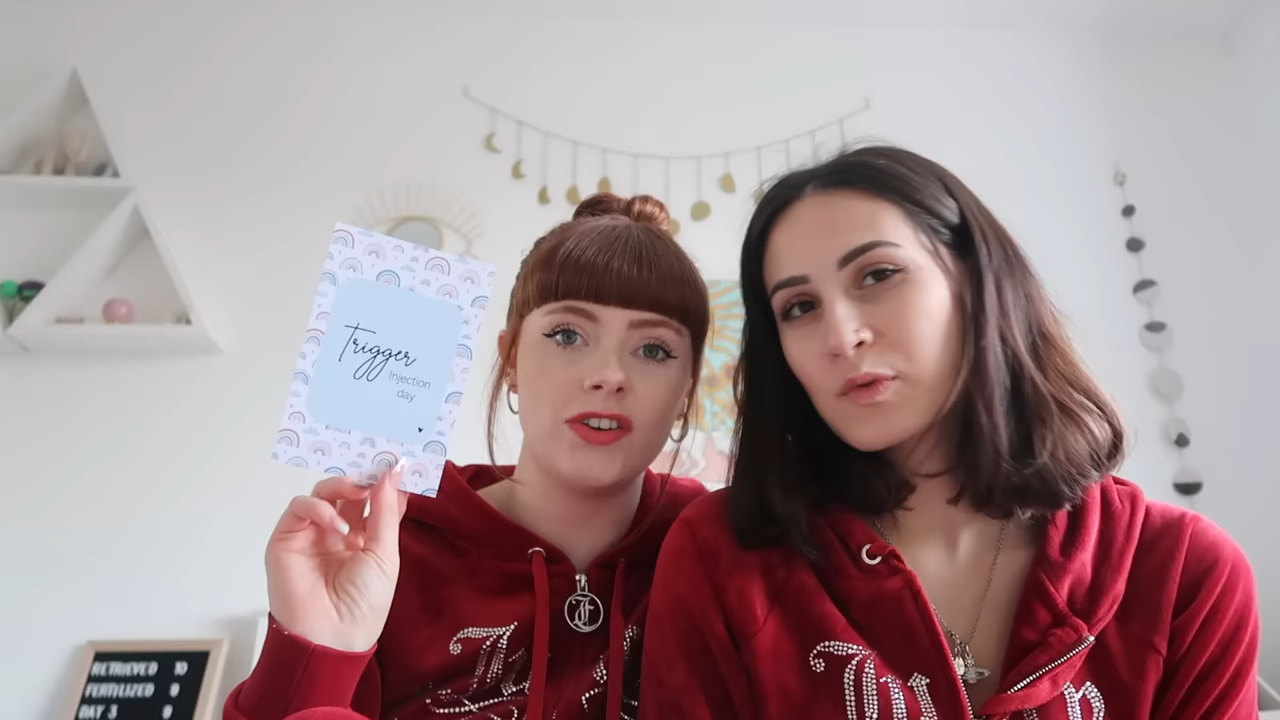 Trigger
Injection
day
RETRIEVED 10
FERTILIZED 0
DAY 3 0